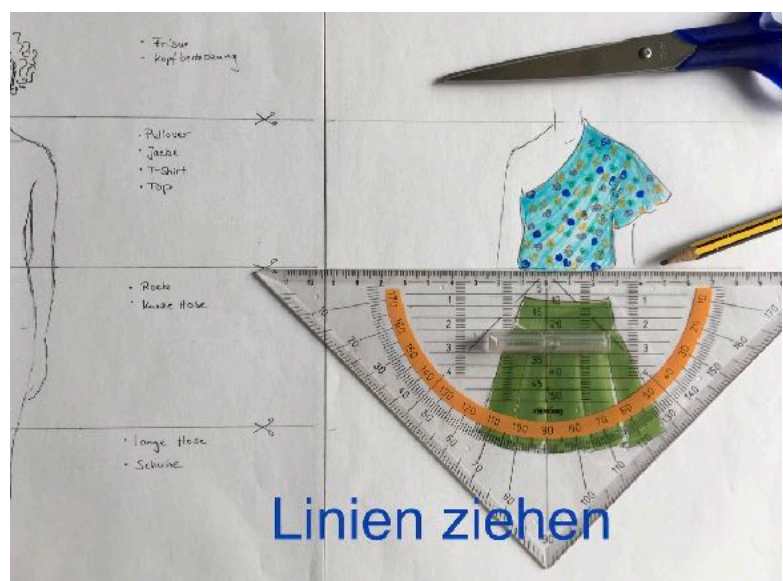 • Frisur
- Kopfbedeckung
· Pullover
• Jacke
• T-Shirt
• Top
• Rock
• kurze Hose
• lange Hose
• Schuhe
Linien ziehen